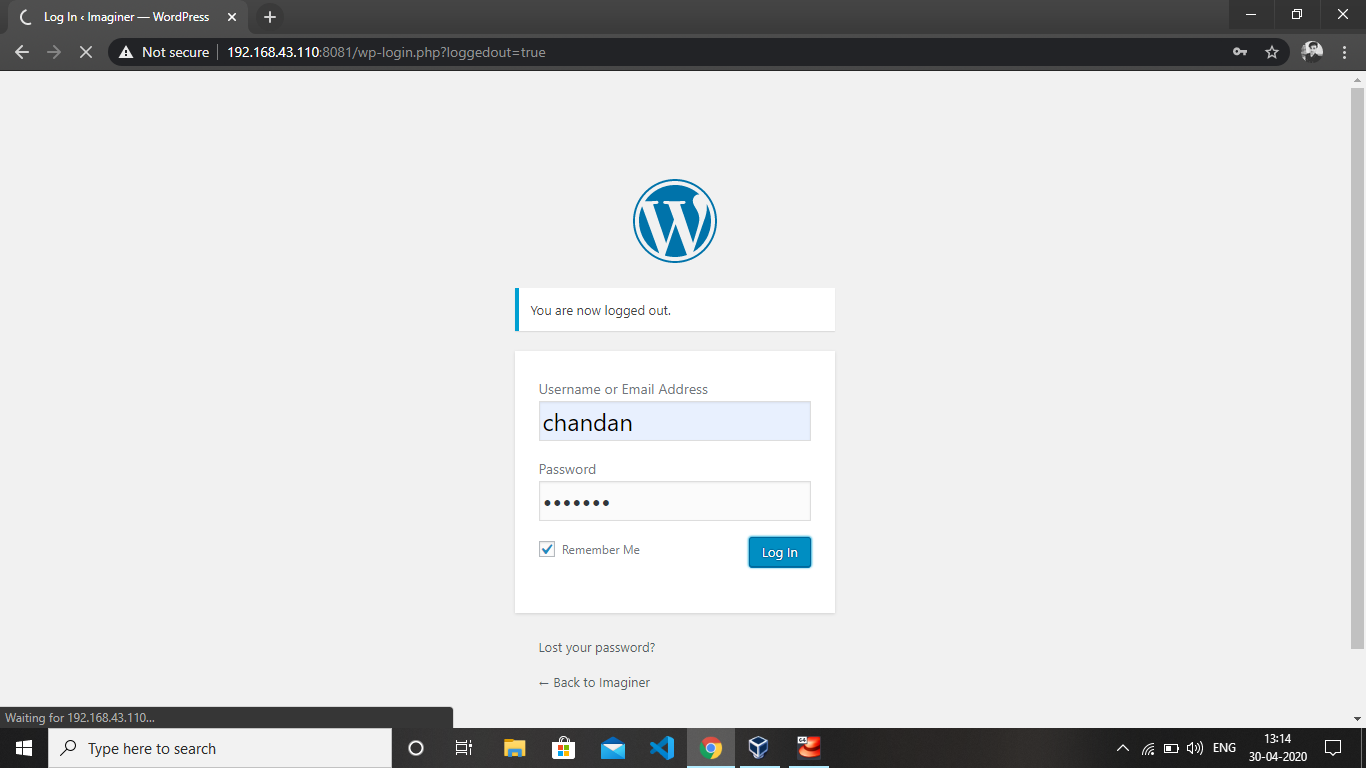 Log In ‹ Imaginer — WordPress
Not secure
192.168.43.110:8081/wp-login.php?loggedout=true
You are now logged out.
Username or Email Address
chandan
Password
•••••••
Remember Me
Log In
Lost your password?
← Back to Imaginer
Waiting for 192.168.43.110...
Type here to search
64
ENG
13:14
30-04-2020